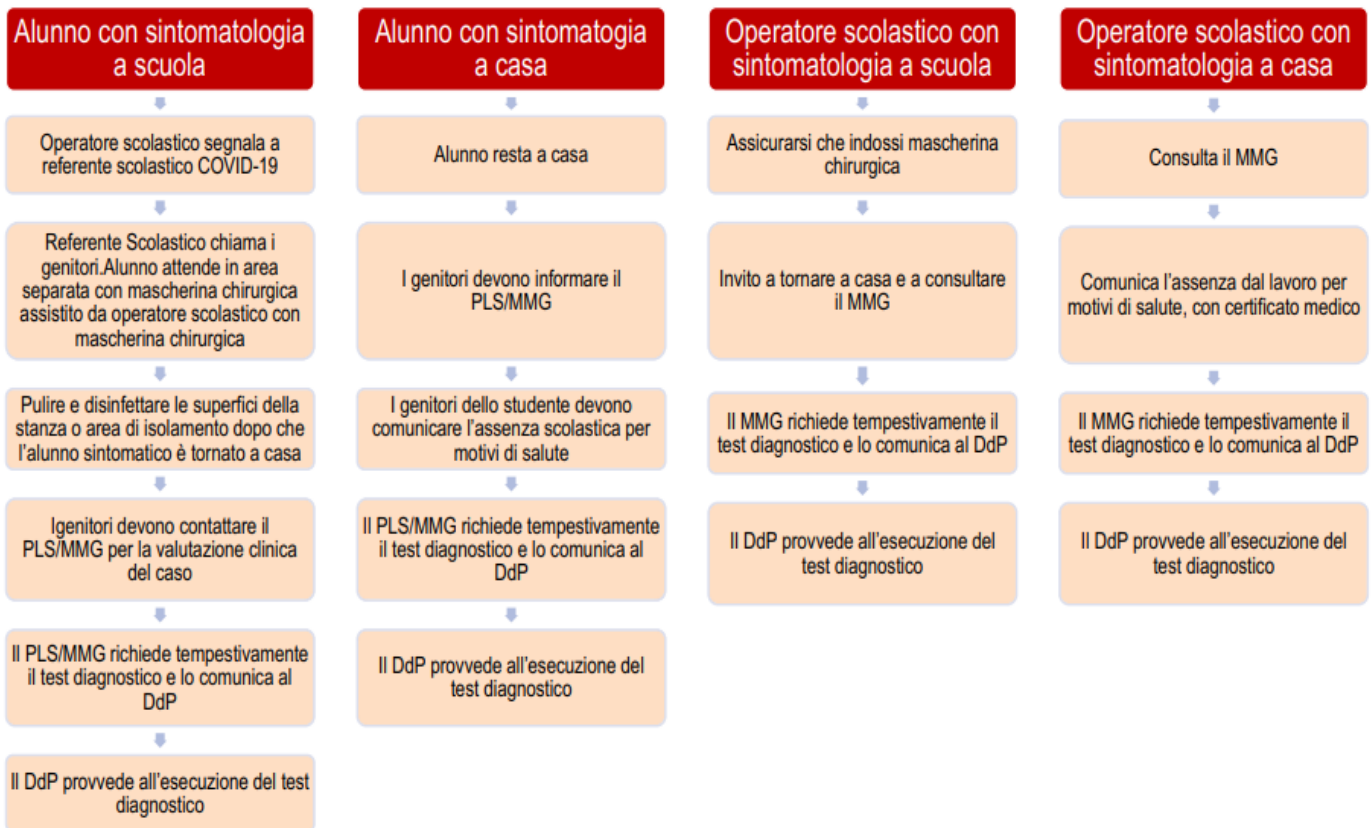 Alunno con sintomatologia
a scuola
Operatore scolastico segnala a
referente scolastico COVID-19
Referente Scolastico chiama i
genitori.Alunno attende in area
separata con mascherina chirurgica
assistito da operatore scolastico con
mascherina chirurgica
Pulire e disinfettare le superfici della
stanza o area di isolamento dopo che
l'alunno sintomatico è tornato a casa
Igenitori devono contattare il
PLS/MMG per la valutazione clinica
del caso
Il PLS/MMG richiede tempestivamente
il test diagnostico e lo comunica al
DdP
Il DdP provvede all'esecuzione del test
diagnostico
Alunno con sintomatogia
a casa
Alunno resta a casa
I genitori devono informare il
PLS/MMG
I genitori dello studente devono
comunicare l'assenza scolastica per
motivi di salute
Il PLS/MMG richiede tempestivamente
il test diagnostico e lo comunica al
DdP
Il DdP provvede all'esecuzione del
test diagnostico
Operatore scolastico con
sintomatologia a scuola
Assicurarsi che indossi mascherina
chirurgica
Invito a tornare a casa e a consultare
il MMG
Il MMG richiede tempestivamente il
test diagnostico e lo comunica al DdP
Il DdP provvede all'esecuzione del
test diagnostico
Operatore scolastico con
sintomatologia a casa
Consulta il MMG
Comunica l'assenza dal lavoro per
motivi di salute, con certificato medico
Il MMG richiede tempestivamente il
test diagnostico e lo comunica al DdP
Il DdP provvede all'esecuzione del
test diagnostico